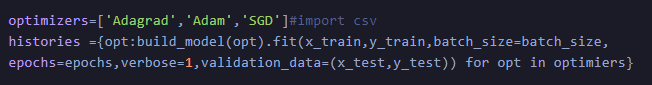 optimizers=['Adagrad','Adam','SGD']#import csv
histories ={opt:build_model(opt).fit(x_train,y_train,batch_size=batch_size,
epochs=epochs,verbose=1,validation_data=(x_test,y_test)) for opt in optimiers}